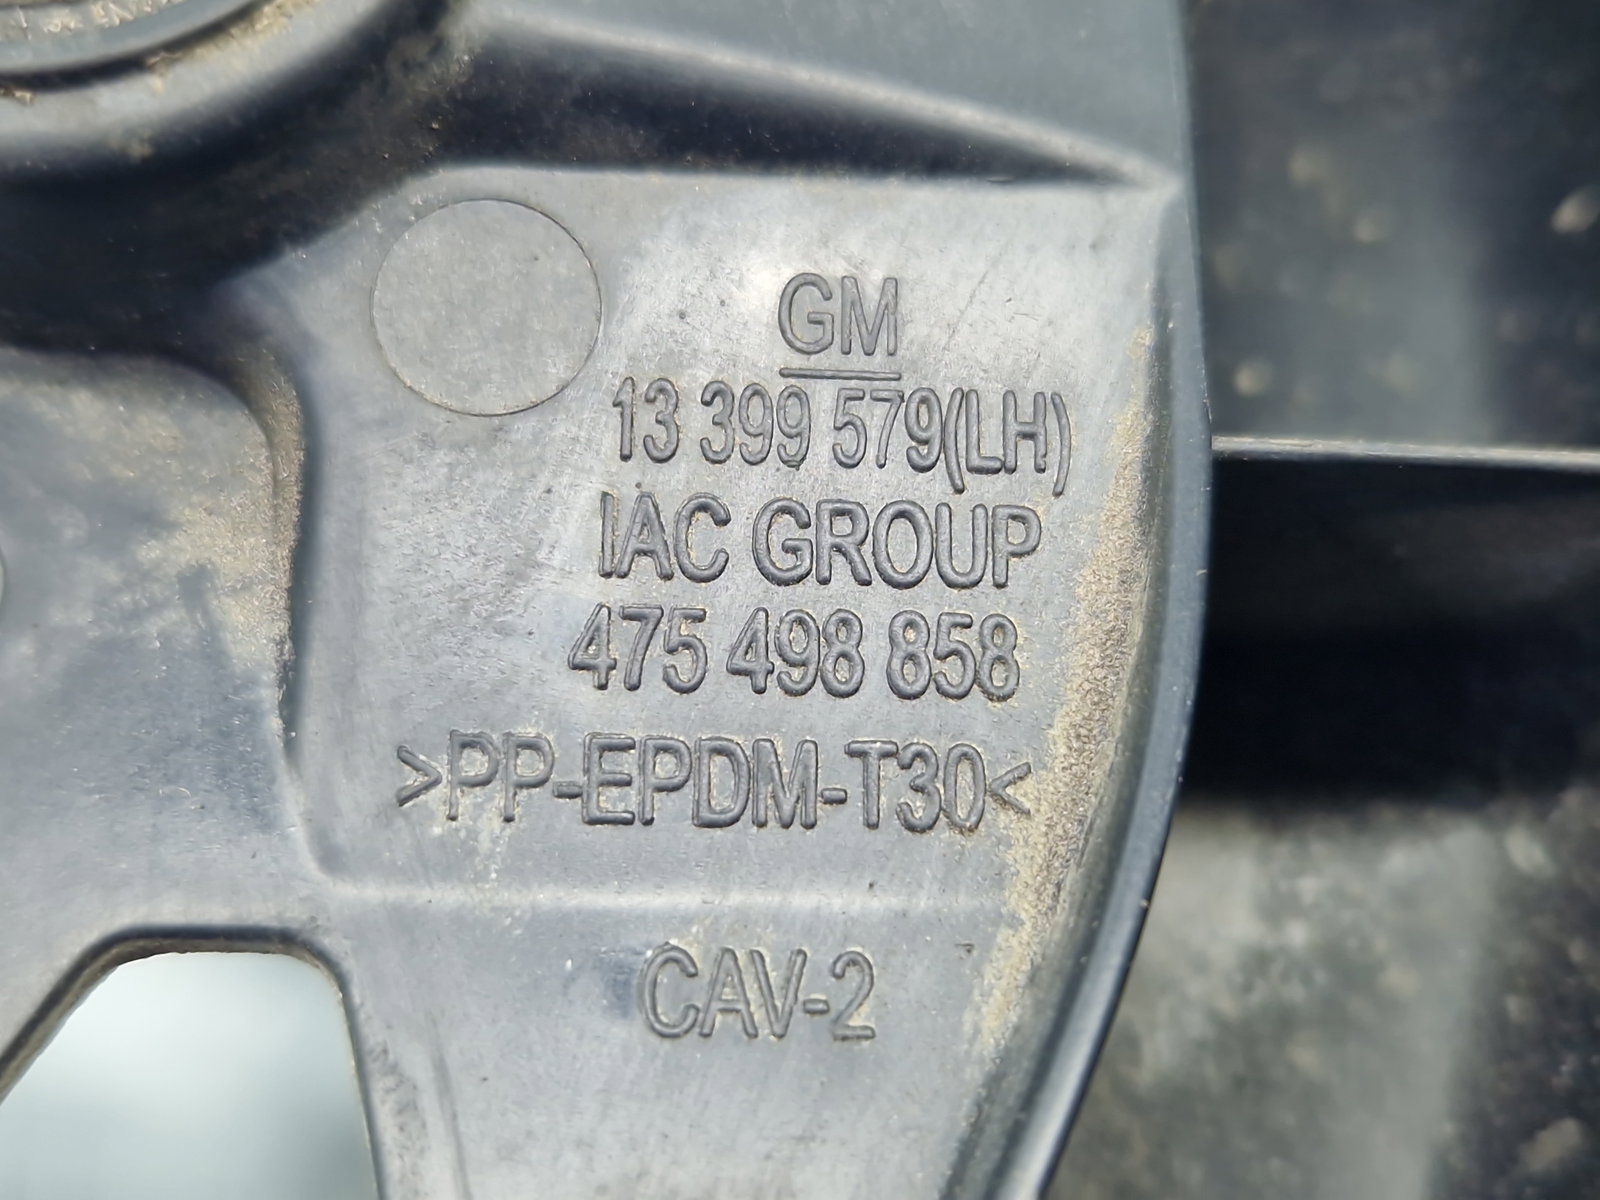 GM
13 399 579(LH)
IAC GROUP
475 498 858
>PP-EPDM-T30<
CAV-2